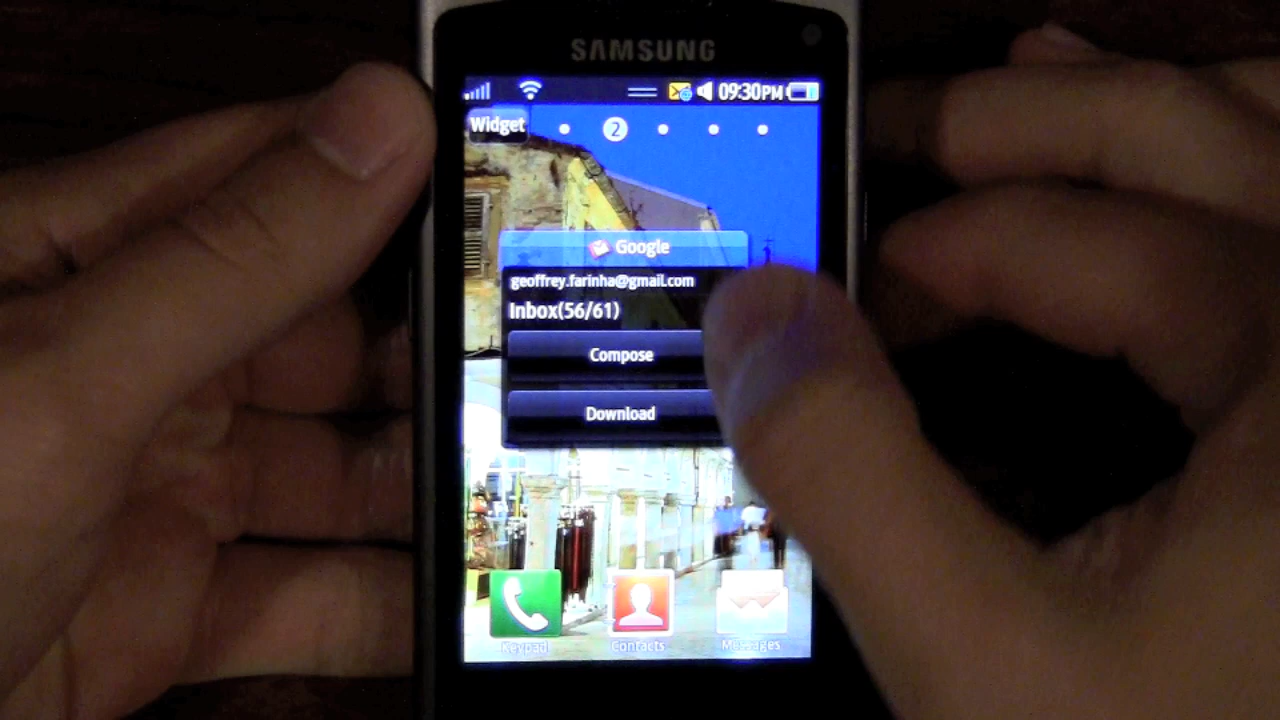 SAMSUNG
09:30PM
Widget
2
Google
geoffrey.farinha@gmail.com
Inbox(56/61)
Compose
Download
Keypad
Contacts
Messages